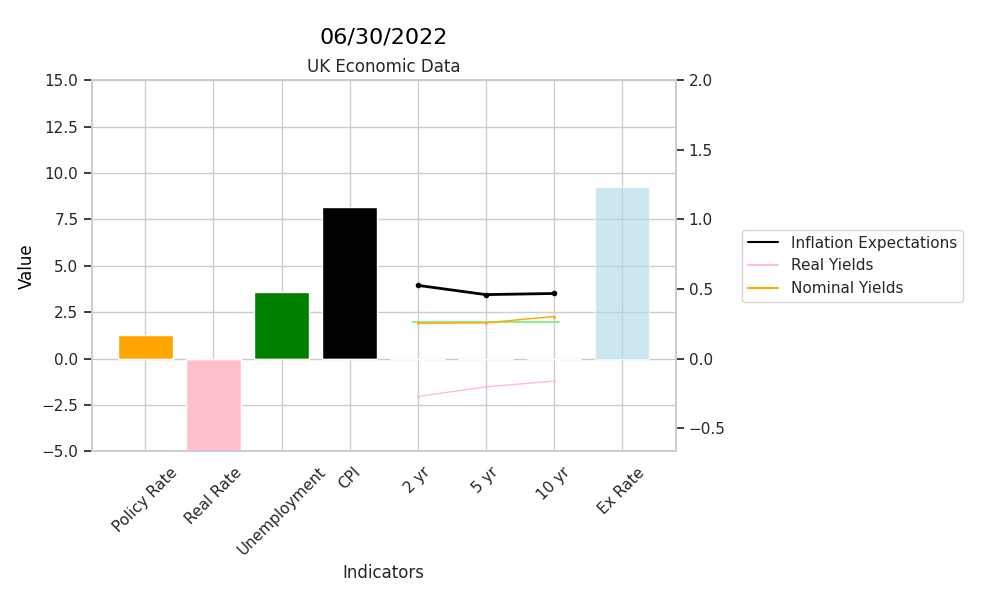 06/30/2022
UK Economic Data
15.0
12.5
10.0
7.5
5.0
2.5
0.0
−2.5
−5.0
Value
2.0
1.5
1.0
0.5
0.0
−0.5
Inflation Expectations
Real Yields
Nominal Yields
Policy Rate
Real Rate
Unemployment
CPI
2 yr
5 yr
10 yr
Ex Rate
Indicators